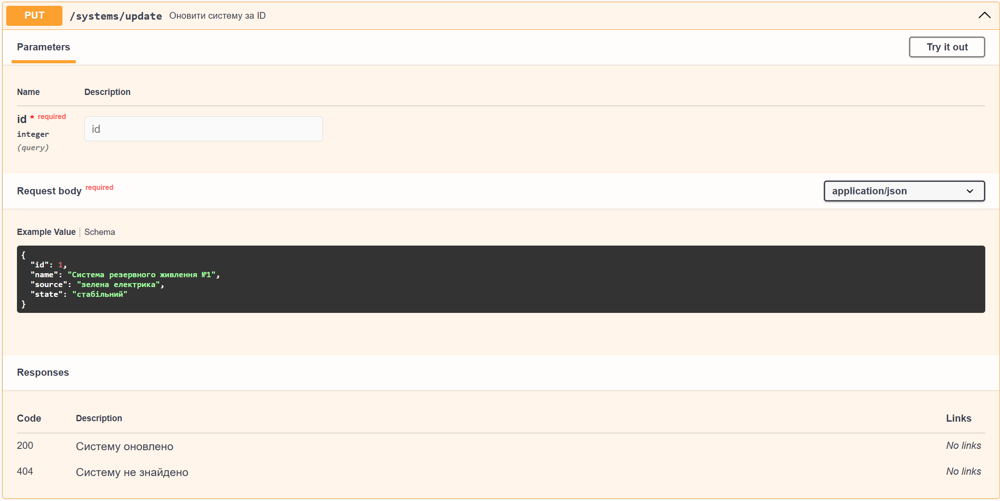 PUT /systems/update Оновити систему за ID
Parameters
Try it out
Name Description
id * required
integer
(query)
id
Request body required
application/json
Example Value Schema
{
"id": 1,
"name": "Система резервного живлення №1",
"source": "зелена електрика",
"state": "стабільний"
}
Responses
Code Description Links
200 Систему оновлено No links
404 Систему не знайдено No links